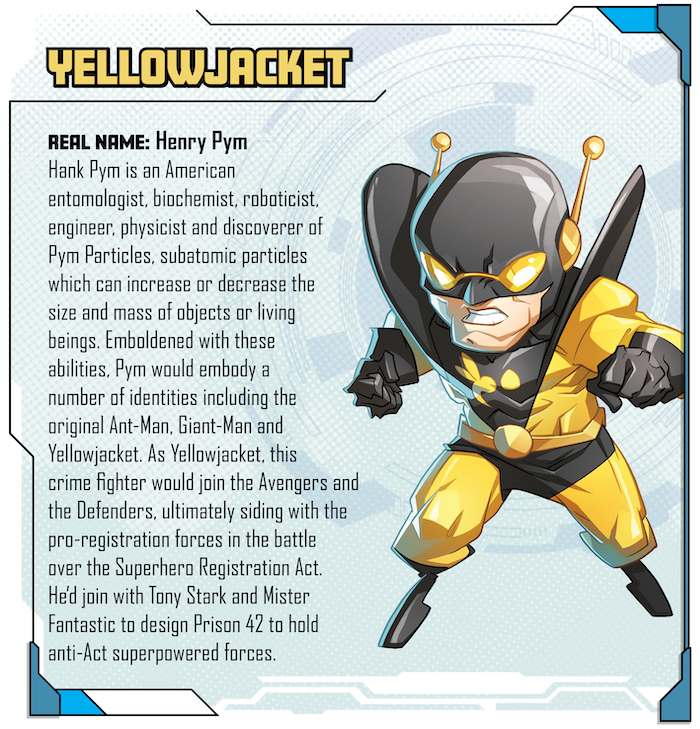 YELLOWJACKET
REAL NAME: Henry Pym
Hank Pym is an American
entomologist, biochemist, roboticist,
engineer, physicist and discoverer of
Pym Particles, subatomic particles
which can increase or decrease the
size and mass of objects or living
beings. Emboldened with these
abilities, Pym would embody a
number of identities including the
original Ant-Man, Giant-Man and
Yellowjacket. As Yellowjacket, this
crime fighter would join the Avengers and
the Defenders, ultimately siding with the
pro-registration forces in the battle
over the Superhero Registration Act.
He'd join with Tony Stark and Mister
Fantastic to design Prison 42 to hold
anti-Act superpowered forces.